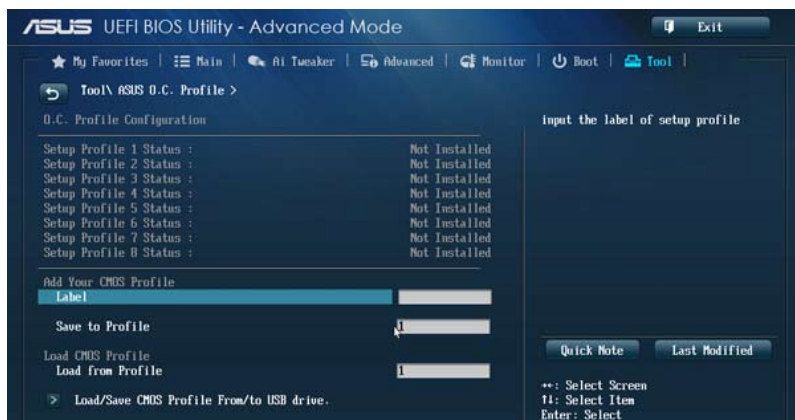 ASUS UEFI BIOS Utility - Advanced Mode
Exit
My Favorites | Main | Ai Tweaker | Advanced | Monitor | Boot | Tool |
Tool\ ASUS O.C. Profile >
O.C. Profile Configuration
input the label of setup profile
Setup Profile 1 Status : Not Installed
Setup Profile 2 Status : Not Installed
Setup Profile 3 Status : Not Installed
Setup Profile 4 Status : Not Installed
Setup Profile 5 Status : Not Installed
Setup Profile 6 Status : Not Installed
Setup Profile 7 Status : Not Installed
Setup Profile 8 Status : Not Installed
Add Your CMOS Profile
Label
Save to Profile 1
Load CMOS Profile
Load from Profile 1
> Load/Save CMOS Profile From/to USB drive.
Quick Note Last Modified
→←: Select Screen
↑↓: Select Item
Enter: Select